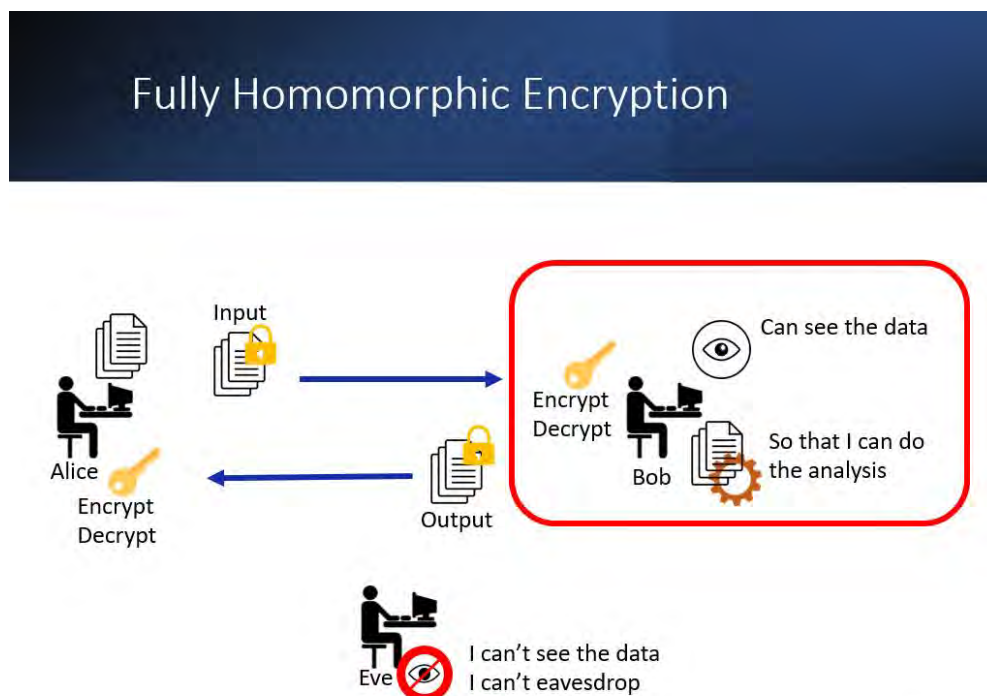 Fully Homomorphic Encryption
Input
Alice
Encrypt
Decrypt
Output
Encrypt
Decrypt
Bob
Can see the data
So that I can do
the analysis
Eve
I can't see the data
I can't eavesdrop